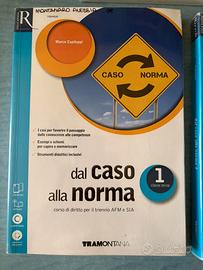 R
Marco Capiluppi
CASO
NORMA
I casi per favorire il passaggio
dalle conoscenze alle competenze
Esempi e schemi
per capire e memorizzare
Strumenti didattici inclusivi
dal caso
alla norma
1
corso di diritto per il triennio AFM e SIA
TRAMONTANA